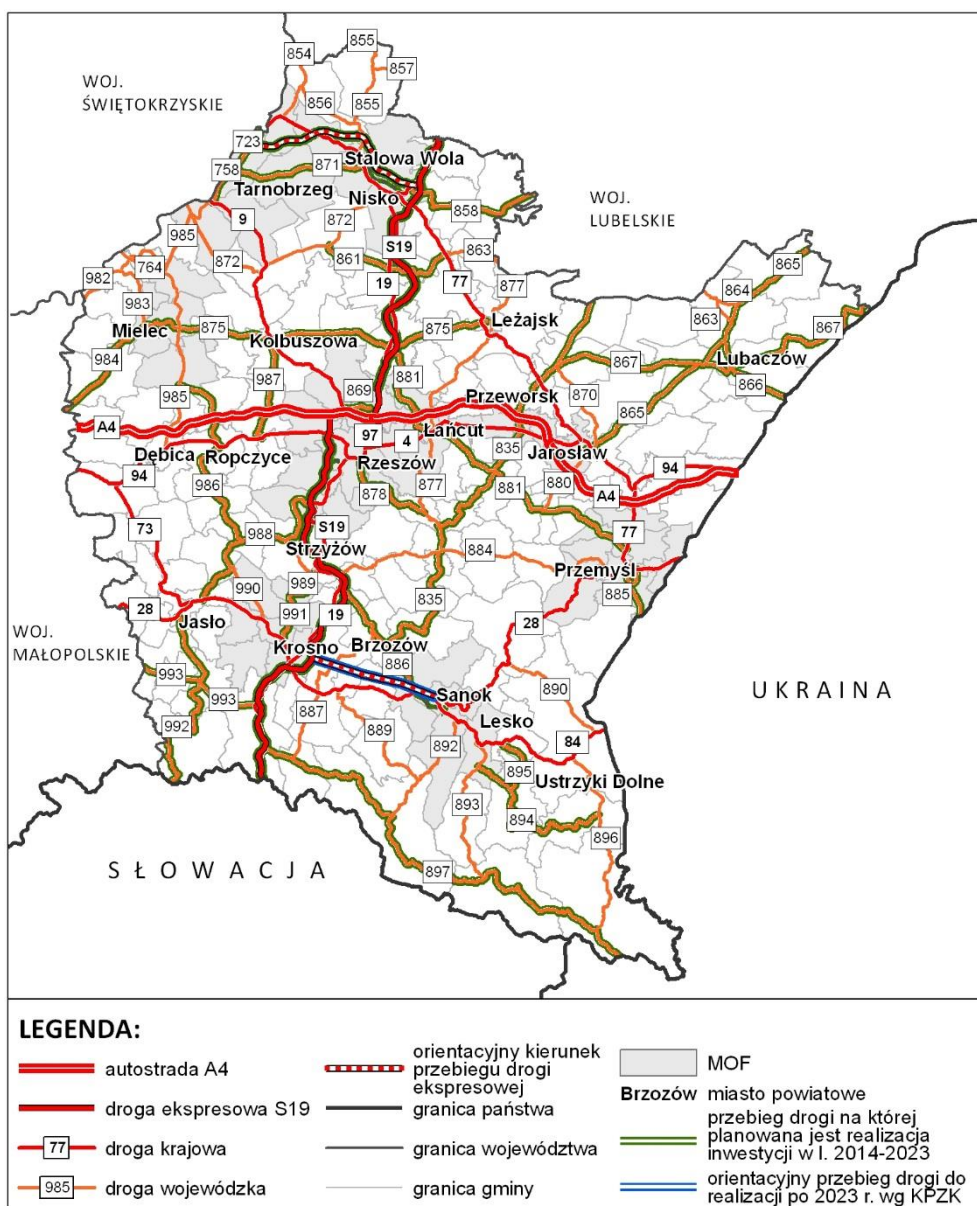 855
854
857
WOJ.
ŚWIĘTOKRZYSKIE
856
855
723
Stalowa Wola
871
758
Tarnobrzeg
Nisko
WOJ.
LUBELSKIE
858
9
872
985
S19
863
865
872
861
982
764
19
77
877
864
983
863
867
Mielec
875
875
Leżajsk
Kolbuszowa
Lubaczów
984
867
987
881
866
985
869
870
Przeworsk
865
A4
97
4
Łańcut
835
Jarosław
Dębica
Ropczyce
Rzeszów
94
94
986
878
877
881
880
A4
73
S19
77
988
Strzyżów
884
Przemyśl
990
989
885
28
991
19
835
28
Jasło
WOJ.
MAŁOPOLSKIE
Krosno
Brzozów
886
993
890
UKRAINA
993
Sanok
887
889
Lesko
992
892
84
895
Ustrzyki Dolne
893
894
896
SŁOWACJA
897
LEGENDA:
autostrada A4
droga ekspresowa S19
77 droga krajowa
985 droga wojewódzka
orientacyjny kierunek
przebiegu drogi
ekspresowej
granica państwa
granica województwa
granica gminy
MOF
Brzozów miasto powiatowe
przebieg drogi na której
planowana jest realizacja
inwestycji w l. 2014-2023
orientacyjny przebieg drogi do
realizacji po 2023 r. wg KPZK